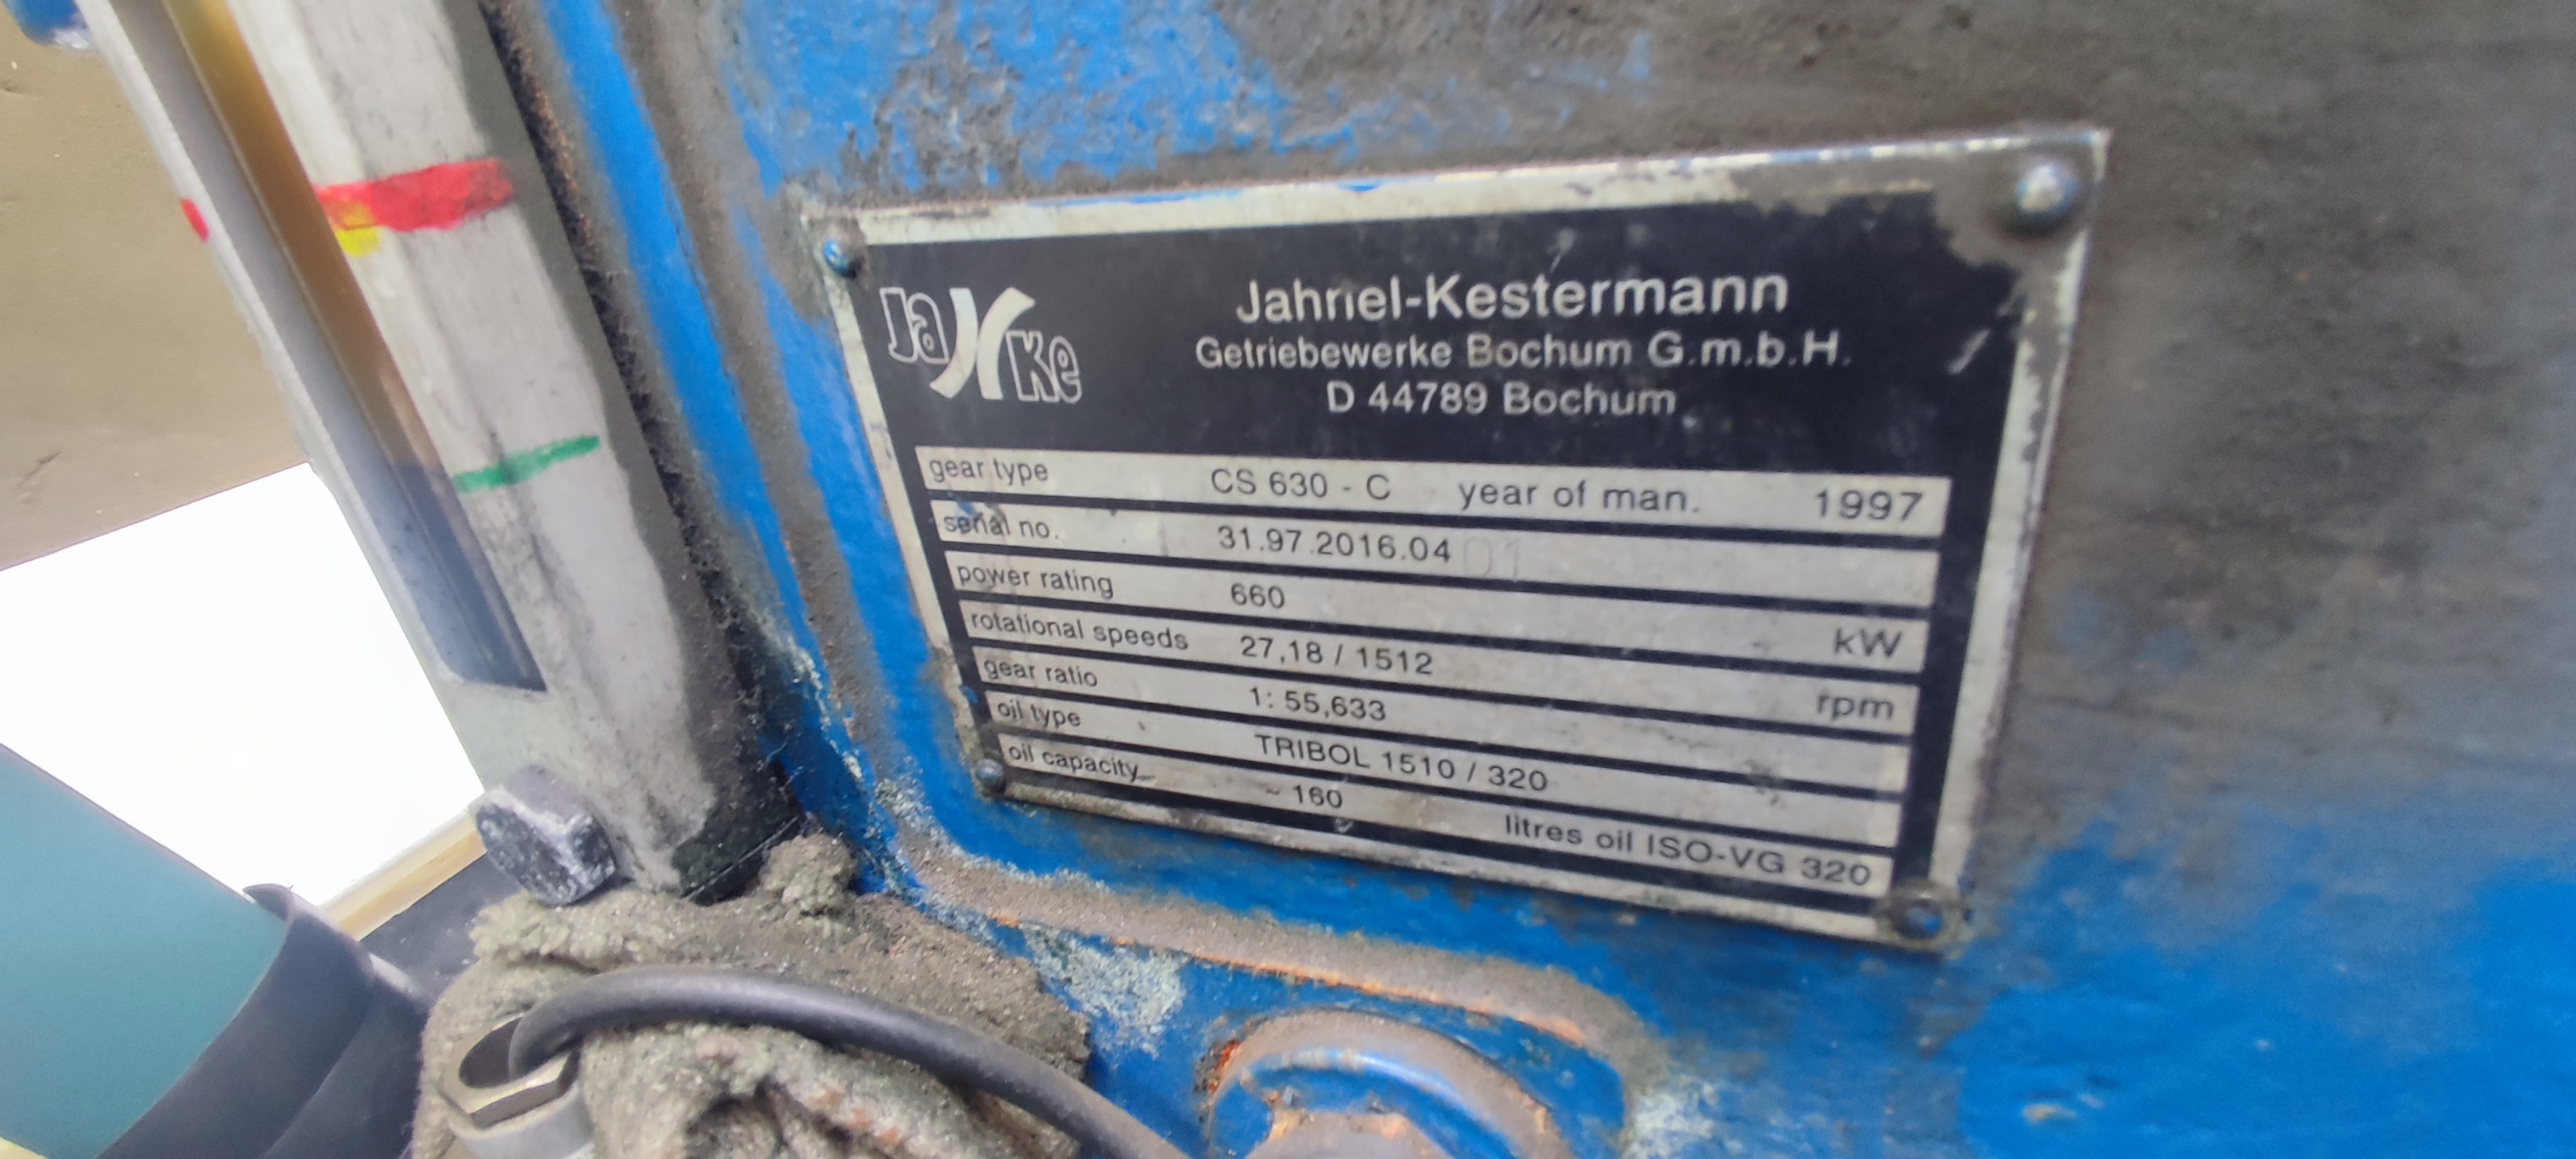 JaKe
Jahnel-Kestermann
Getriebewerke Bochum G.m.b.H.
D 44789 Bochum
gear type CS 630 - C year of man. 1997
serial no. 31.97.2016.04 01
power rating 660 kW
rotational speeds 27,18 / 1512 rpm
gear ratio 1: 55,633
oil type TRIBOL 1510 / 320
oil capacity ~ 160 litres oil ISO-VG 320